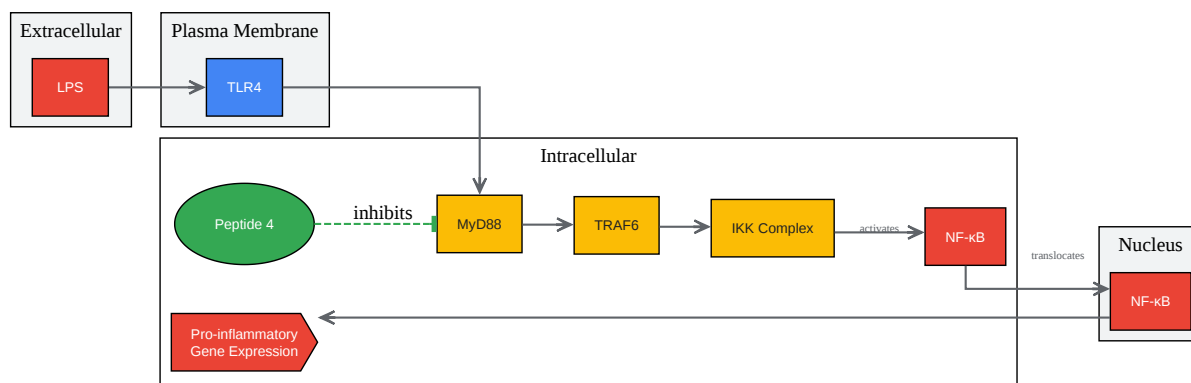 Extracellular
Plasma Membrane
LPS
TLR4
Intracellular
Peptide 4
inhibits
MyD88
TRAF6
IKK Complex
activates
NF-κB
translocates
Nucleus
NF-κB
Pro-inflammatory
Gene Expression